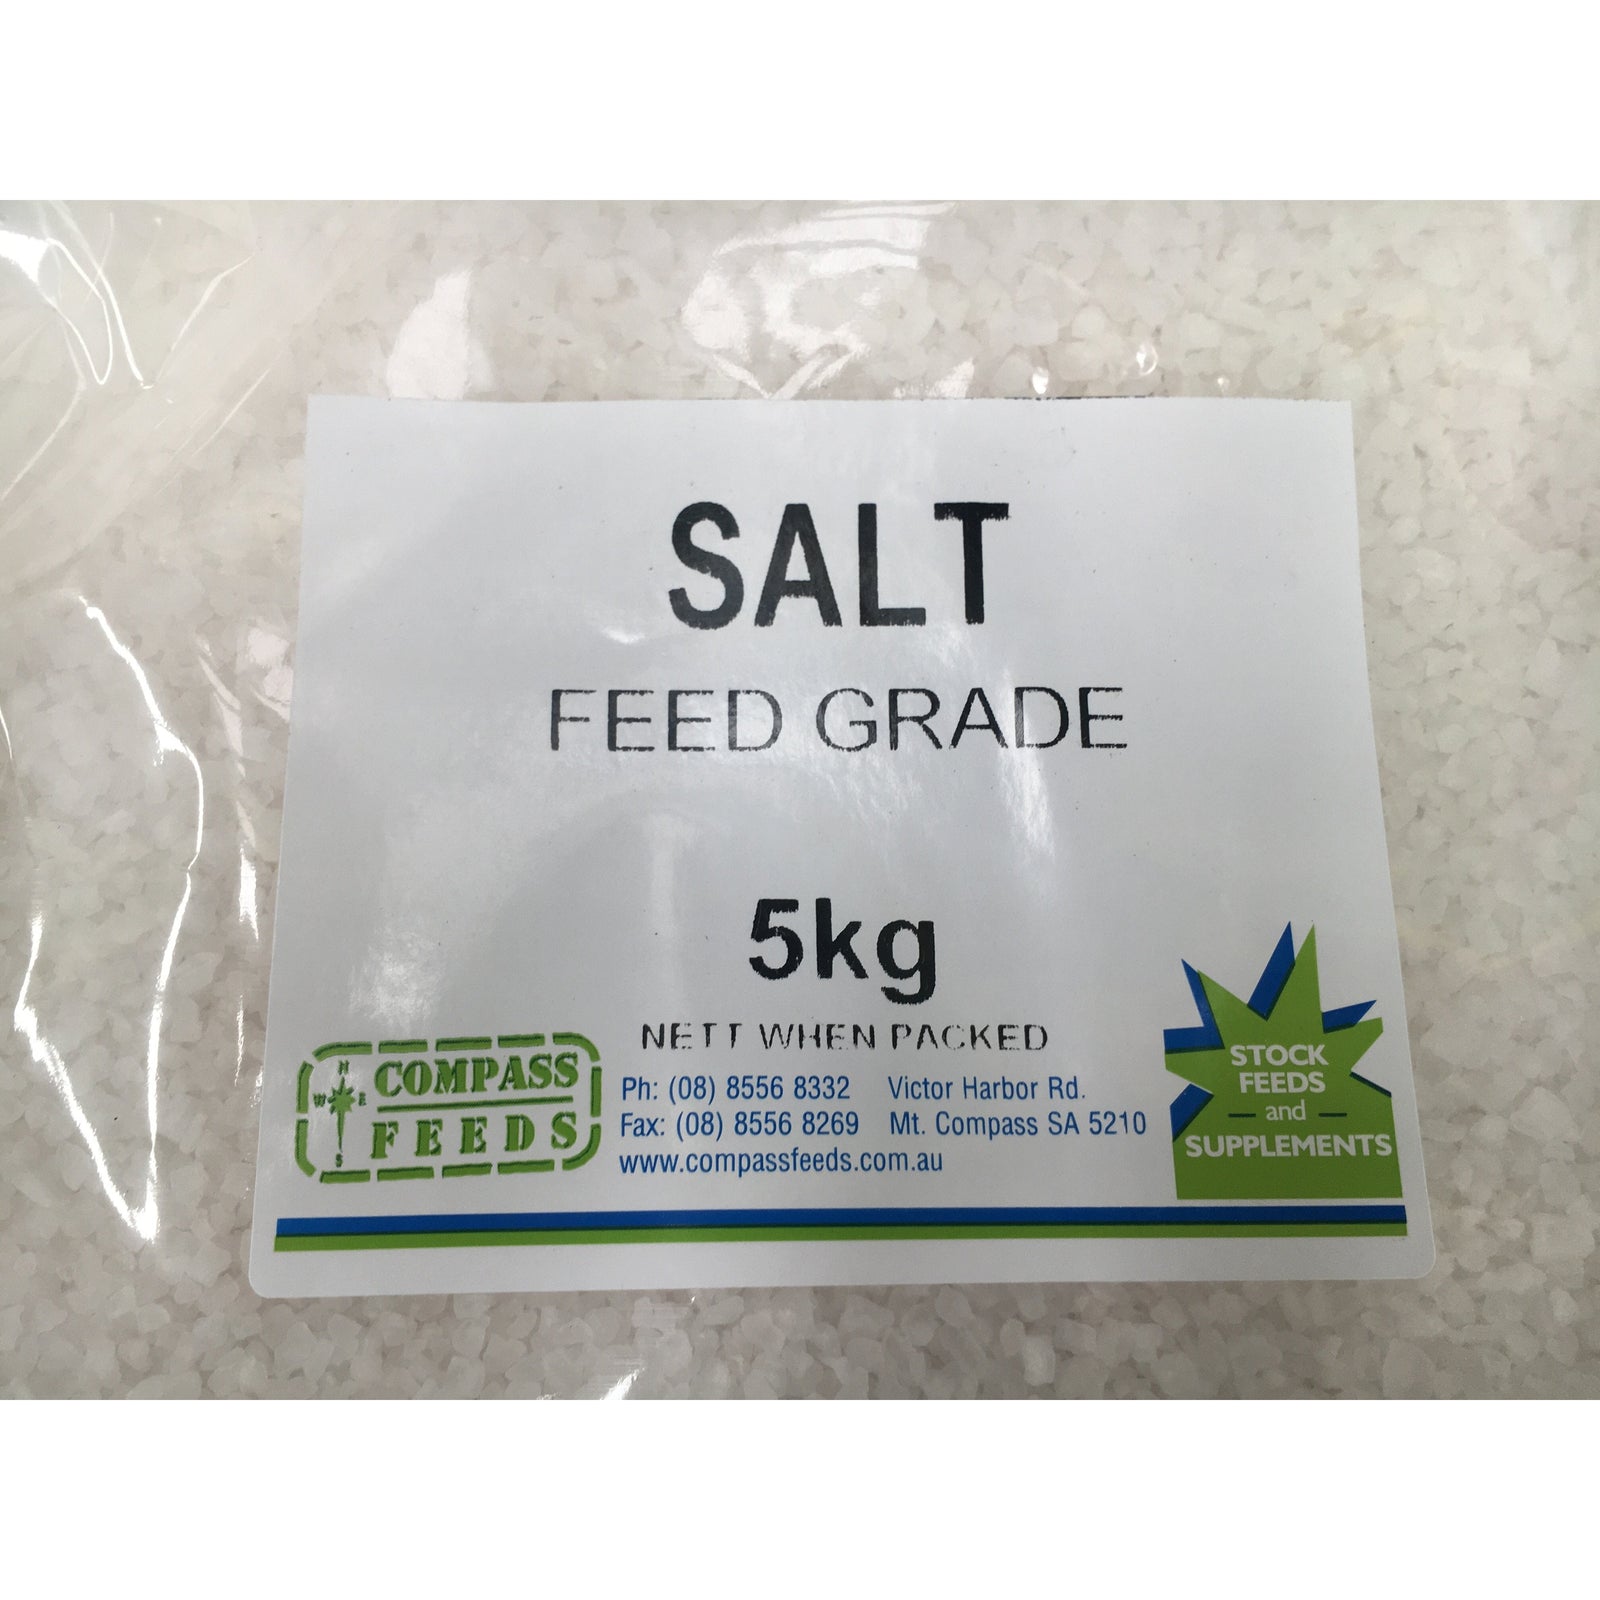 SALT
FEED GRADE
5kg
NETT WHEN PACKED
N
W E
S
COMPASS
FEEDS
Ph: (08) 8556 8332 Victor Harbor Rd.
Fax: (08) 8556 8269 Mt. Compass SA 5210
www.compassfeeds.com.au
STOCK
FEEDS
and
SUPPLEMENTS